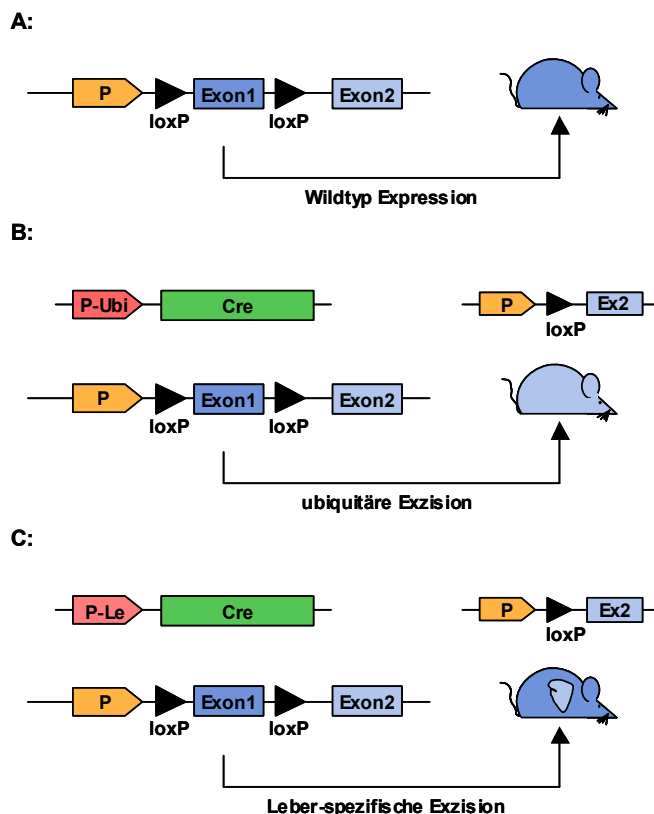 A:
P Exon1 Exon2
loxP loxP
Wildtyp Expression
B:
P-Ubi Cre P Ex2
loxP
P Exon1 Exon2
loxP loxP
ubiquitäre Exzision
C:
P-Le Cre P Ex2
loxP
P Exon1 Exon2
loxP loxP
Leber-spezifische Exzision